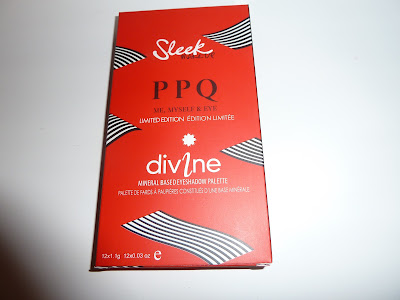 Sleek
MAKEUP
PPQ
ME, MYSELF & EYE
LIMITED EDITION ÉDITION LIMITÉE
divine
MINERAL BASED EYESHADOW PALETTE
PALETTE DE FARDS À PAUPIÈRES CONSTITUÉS D'UNE BASE MINÉRALE
12x1.1g 12x0.03 oz e